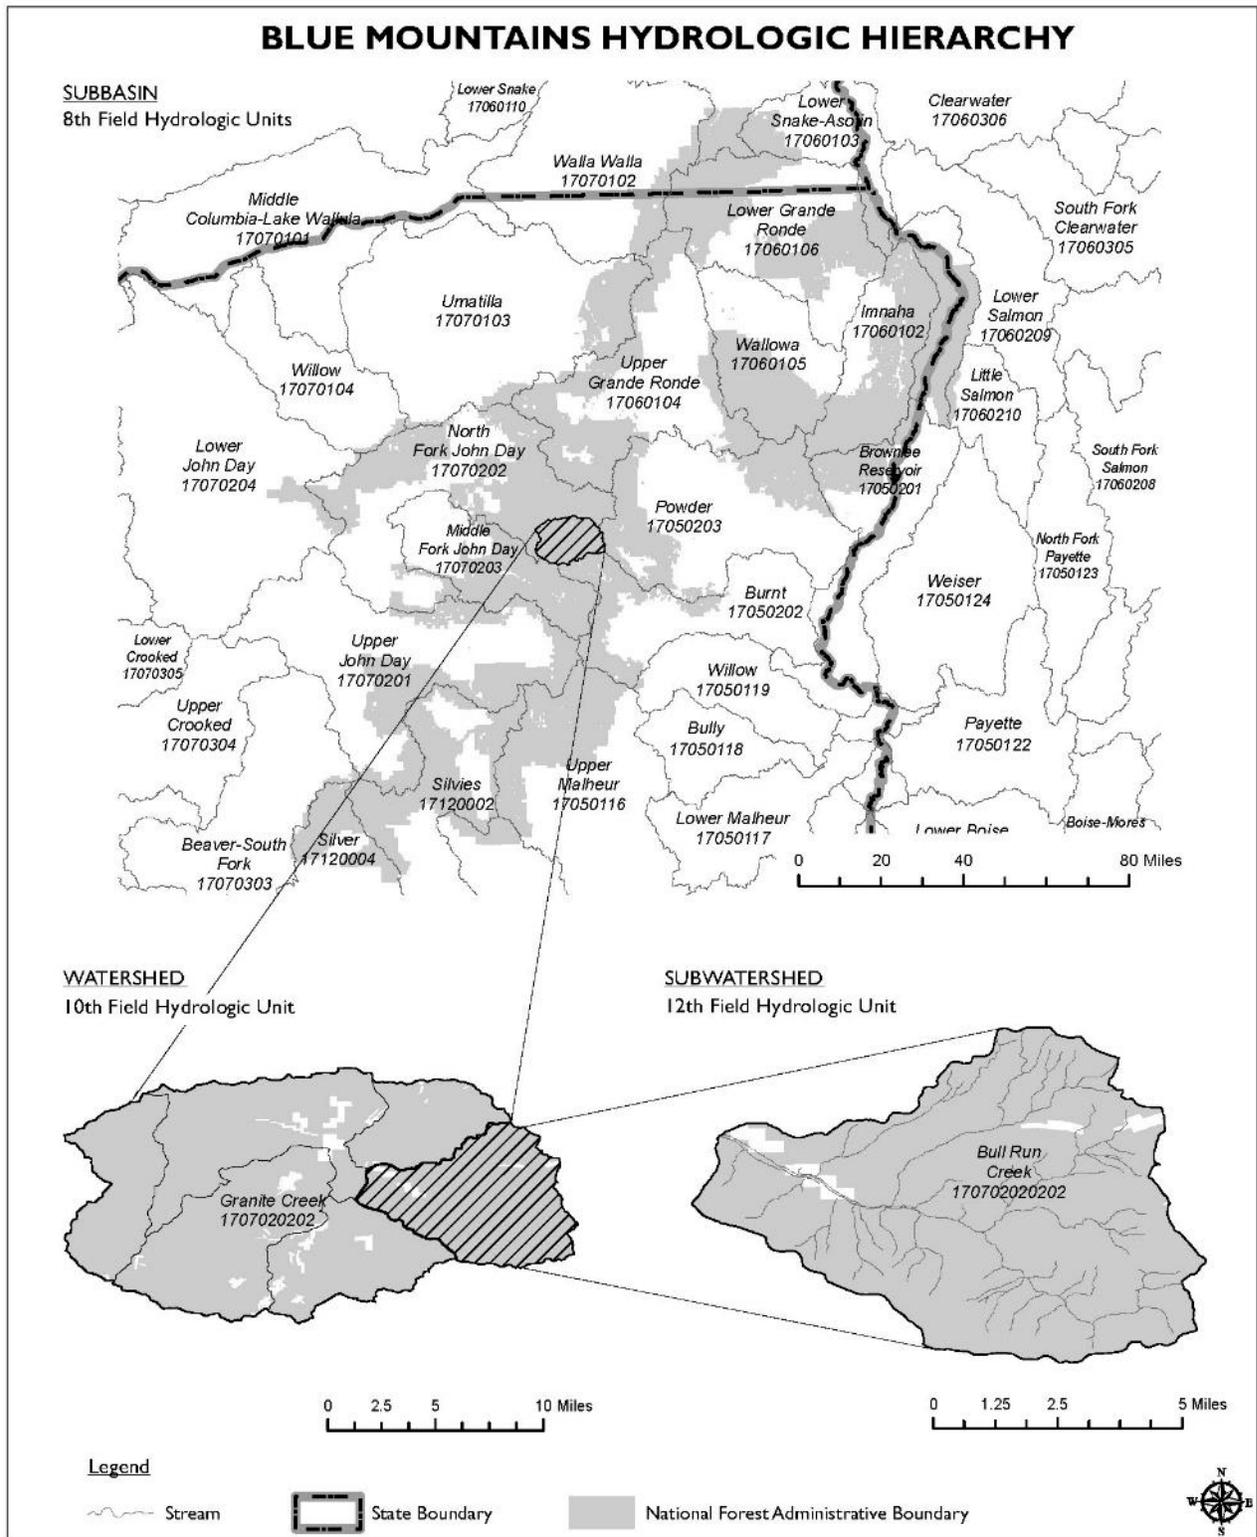 BLUE MOUNTAINS HYDROLOGIC HIERARCHY
SUBBASIN
8th Field Hydrologic Units
Lower Snake
17060110
Lower
Snake-Asotin
17060103
Clearwater
17060306
Walla Walla
17070102
Middle
Columbia-Lake Wallula
17070101
Lower Grande
Ronde
17060106
South Fork
Clearwater
17060305
Umatilla
17070103
Imnaha
17060102
Lower
Salmon
17060209
Wallowa
17060105
Willow
17070104
Upper
Grande Ronde
17060104
Little
Salmon
17060210
Lower
John Day
17070204
North
Fork John Day
17070202
Brownlee
Reservoir
17050201
South Fork
Salmon
17060208
Powder
17050203
Middle
Fork John Day
17070203
North Fork
Payette
17050123
Weiser
17050124
Burnt
17050202
Lower
Crooked
17070305
Upper
John Day
17070201
Willow
17050119
Upper
Crooked
17070304
Bully
17050118
Payette
17050122
Upper
Malheur
17050116
Silvies
17120002
Lower Malheur
17050117
Lower Boise
Boise-Mores
Beaver-South
Fork
17070303
Silver
17120004
0 20 40 80 Miles
WATERSHED
10th Field Hydrologic Unit
SUBWATERSHED
12th Field Hydrologic Unit
Granite Creek
1707020202
Bull Run
Creek
170702020202
0 2.5 5 10 Miles
0 1.25 2.5 5 Miles
Legend
Stream
State Boundary
National Forest Administrative Boundary
N
W E
S